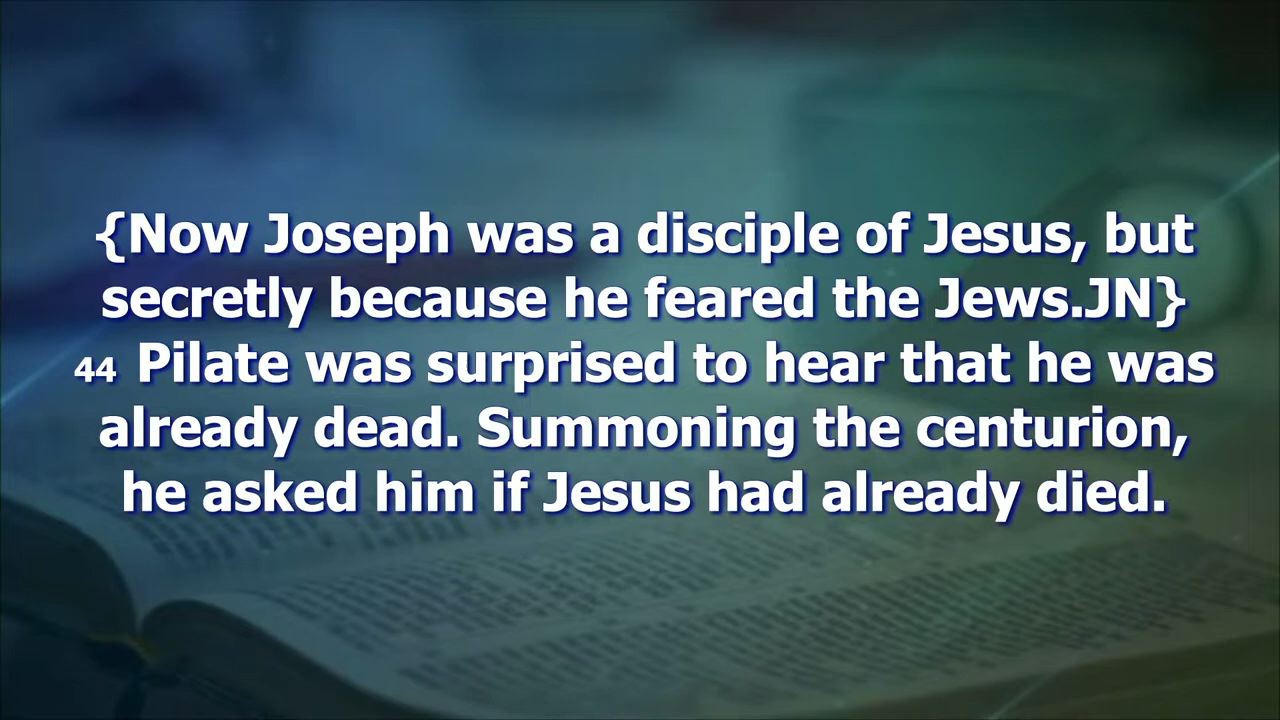 {Now Joseph was a disciple of Jesus, but
secretly because he feared the Jews.JN}
44 Pilate was surprised to hear that he was
already dead. Summoning the centurion,
he asked him if Jesus had already died.